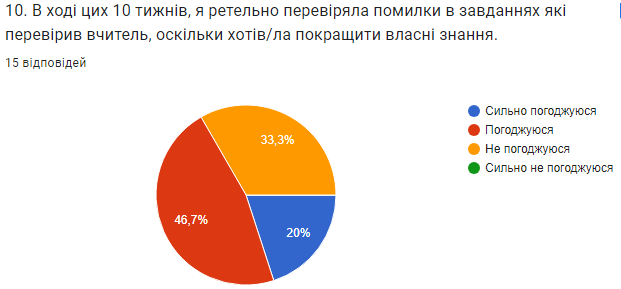 10. В ході цих 10 тижнів, я ретельно перевіряла помилки в завданнях які
перевірив вчитель, оскільки хотів/ла покращити власні знання.
15 відповідей
Сильно погоджуюся
Погоджуюся
Не погоджуюся
Сильно не погоджуюся
33,3%
46,7%
20%